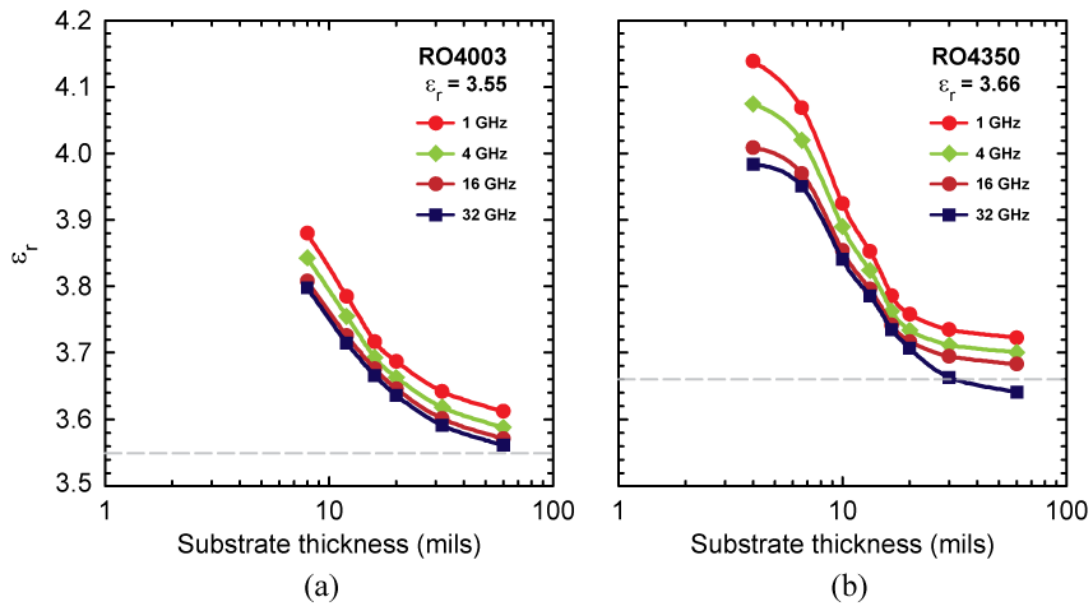 4.2
4.1
4.0
3.9
3.8
3.7
3.6
3.5
εr
RO4003
εr = 3.55
1 GHz
4 GHz
16 GHz
32 GHz
1
10
100
Substrate thickness (mils)
(a)
RO4350
εr = 3.66
1 GHz
4 GHz
16 GHz
32 GHz
1
10
100
Substrate thickness (mils)
(b)